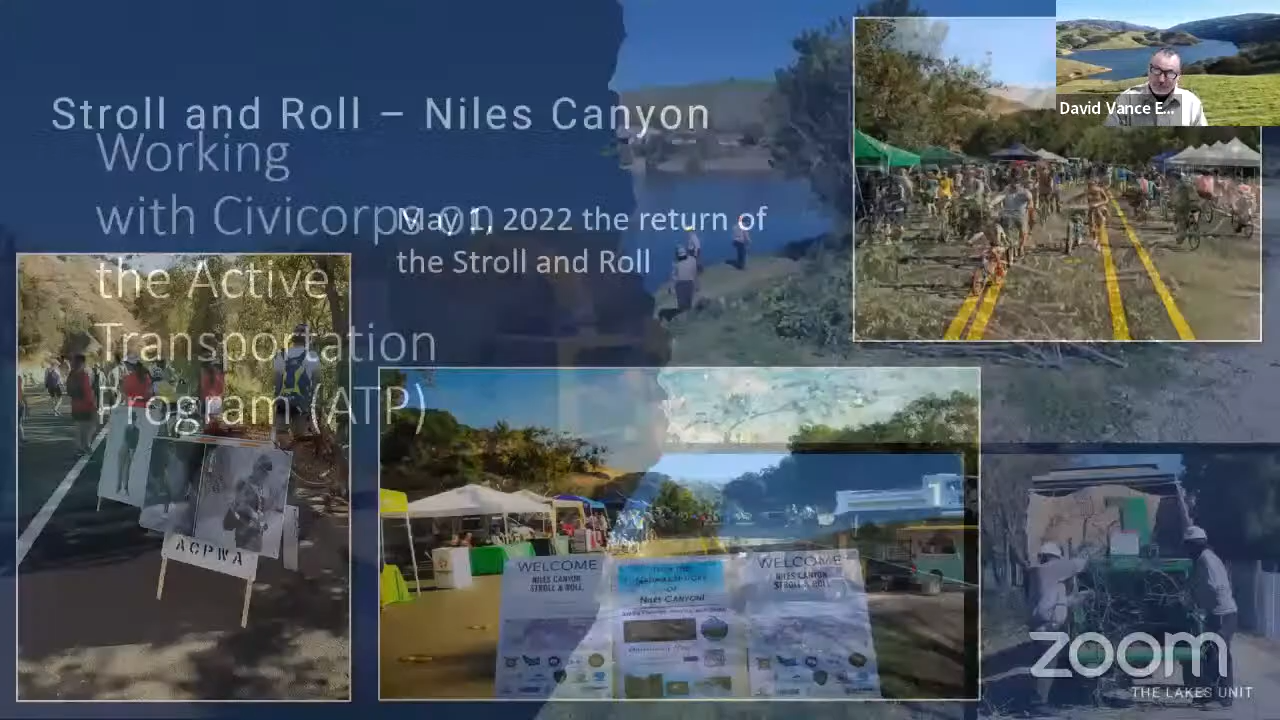 David Vance E...
Stroll and Roll – Niles Canyon
Working
with Civicorps on
the Active
Transportation
Program (ATP)
May 1, 2022 the return of
the Stroll and Roll
ACPWA
WELCOME
NILES CANYON
STROLL & ROLL
NILES CANYON!
WELCOME
NILES CANYON
STROLL & ROLL
zoom
THE LAKES UNIT